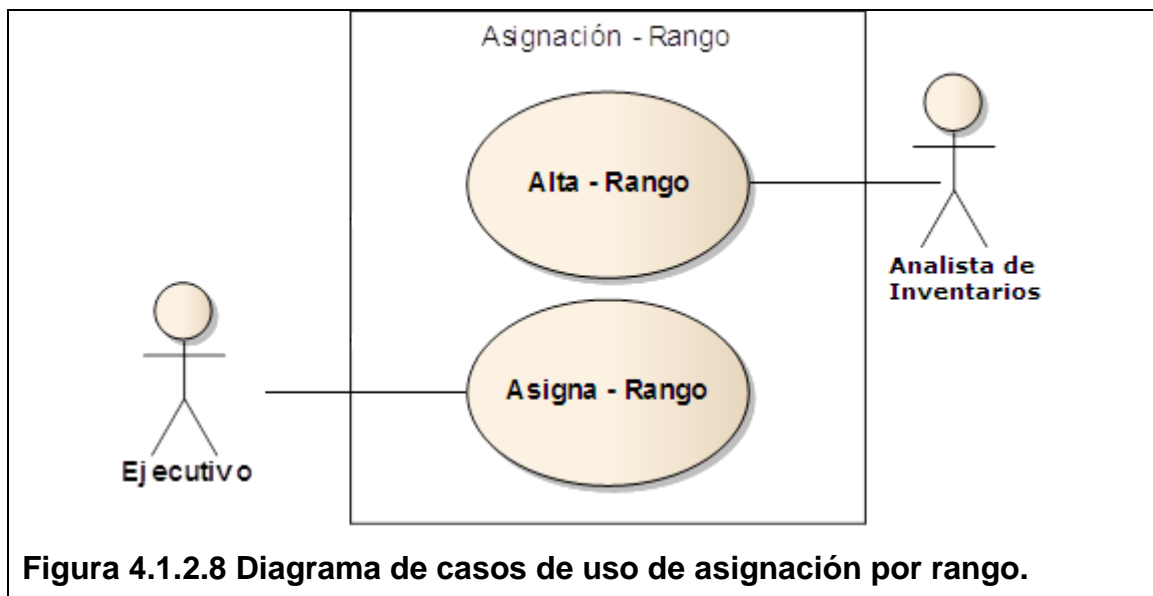 Asignación - Rango
Alta - Rango
Analista de
Inventarios
Asigna - Rango
Ejecutivo
Figura 4.1.2.8 Diagrama de casos de uso de asignación por rango.